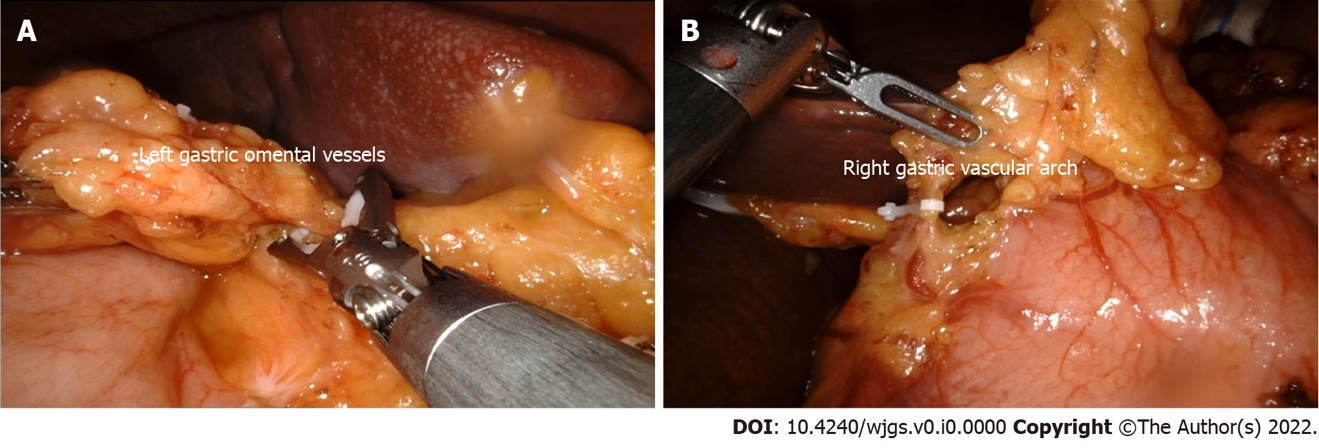 A
Left gastric omental vessels
B
Right gastric vascular arch
DOI: 10.4240/wjgs.v0.i0.0000 Copyright ©The Author(s) 2022.